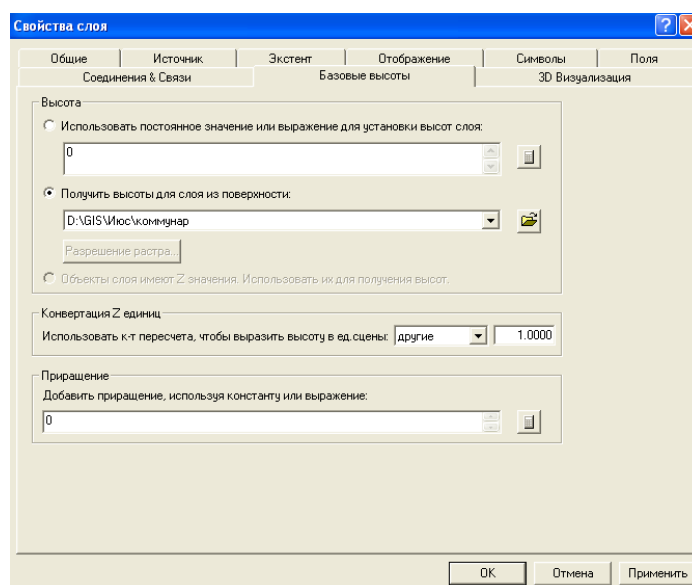 Свойства слоя
Общие Источник Экстент Отображение Символы Поля
Соединения & Связи Базовые высоты 3D Визуализация
Высота
Использовать постоянное значение или выражение для установки высот слоя:
0
Получить высоты для слоя из поверхности:
D:\GIS\Июс\коммунар
Разрешение растра...
Объекты слоя имеют Z значения. Использовать их для получения высот.
Конвертация Z единиц
Использовать к-т пересчета, чтобы выразить высоту в ед.сцены: другие 1.0000
Приращение
Добавить приращение, используя константу или выражение:
0
OK Отмена Применить